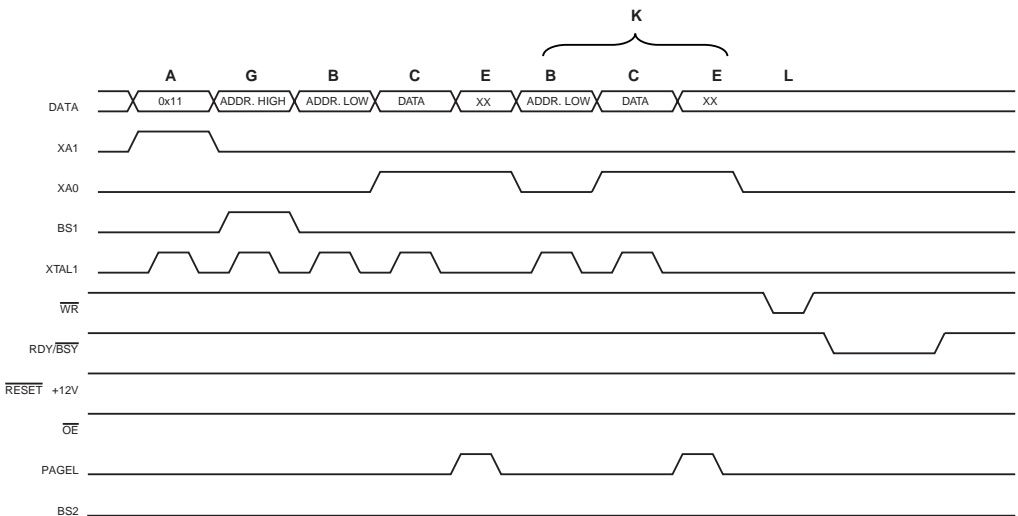 K
A G B C E B C E L
DATA 0x11 ADDR. HIGH ADDR. LOW DATA XX ADDR. LOW DATA XX
XA1
XA0
BS1
XTAL1
WR
RDY/BSY
RESET +12V
OE
PAGEL
BS2